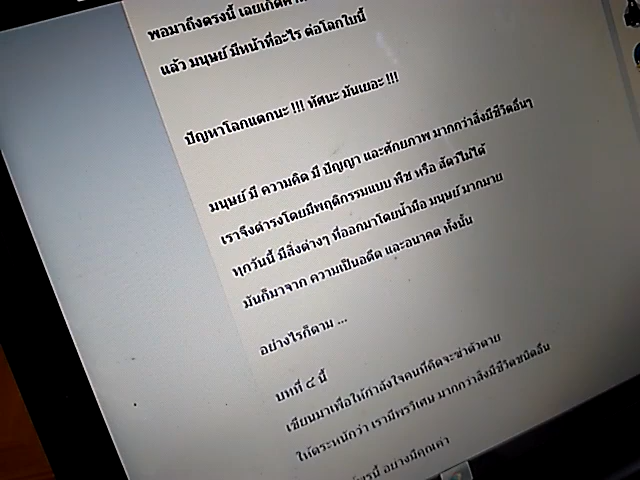 พอมาถึงตรงนี้ เลยเกิดคำ
แล้ว มนุษย์ มีหน้าที่อะไร ต่อโลกใบนี้
ปัญหาโลกแตกนะ !!! ทัศนะ มันเยอะ !!!
มนุษย์ มี ความคิด มี ปัญญา และศักยภาพ มากกว่าสิ่งมีชีวิตอื่นๆ
เราจึงดำรงโดยมีพฤติกรรมแบบ พืช หรือ สัตว์ไม่ได้
ทุกวันนี้ มีสิ่งต่างๆ ที่ออกมาโดยน้ำมือ มนุษย์ มากมาย
มันก็มาจาก ความเป็นอดีต และอนาคต ทั้งนั้น
อย่างไรก็ตาม ...
บทที่ ๔ นี้
เขียนมาเพื่อให้กำลังใจคนที่คิดจะฆ่าตัวตาย
ให้ตระหนักว่า เรามีพรวิเศษ มากกว่าสิ่งมีชีวิตชนิดอื่น
นี้ อย่างมีคุณค่า